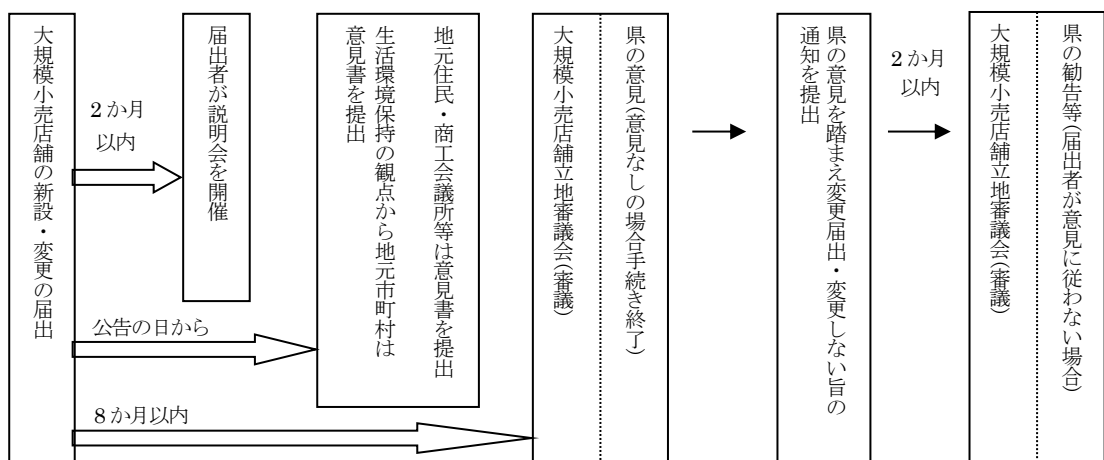 大規模小売店舗の新設・変更の届出
2か月
以内
公告の日から
8か月以内
届出者が説明会を開催
地元住民・商工会議所等は意見書を提出
生活環境保持の観点から地元市町村は
意見書を提出
県の意見(意見なしの場合手続き終了)
大規模小売店舗立地審議会(審議)
県の意見を踏まえ変更届出・変更しない旨の
通知を提出
2か月
以内
県の勧告等(届出者が意見に従わない場合)
大規模小売店舗立地審議会(審議)